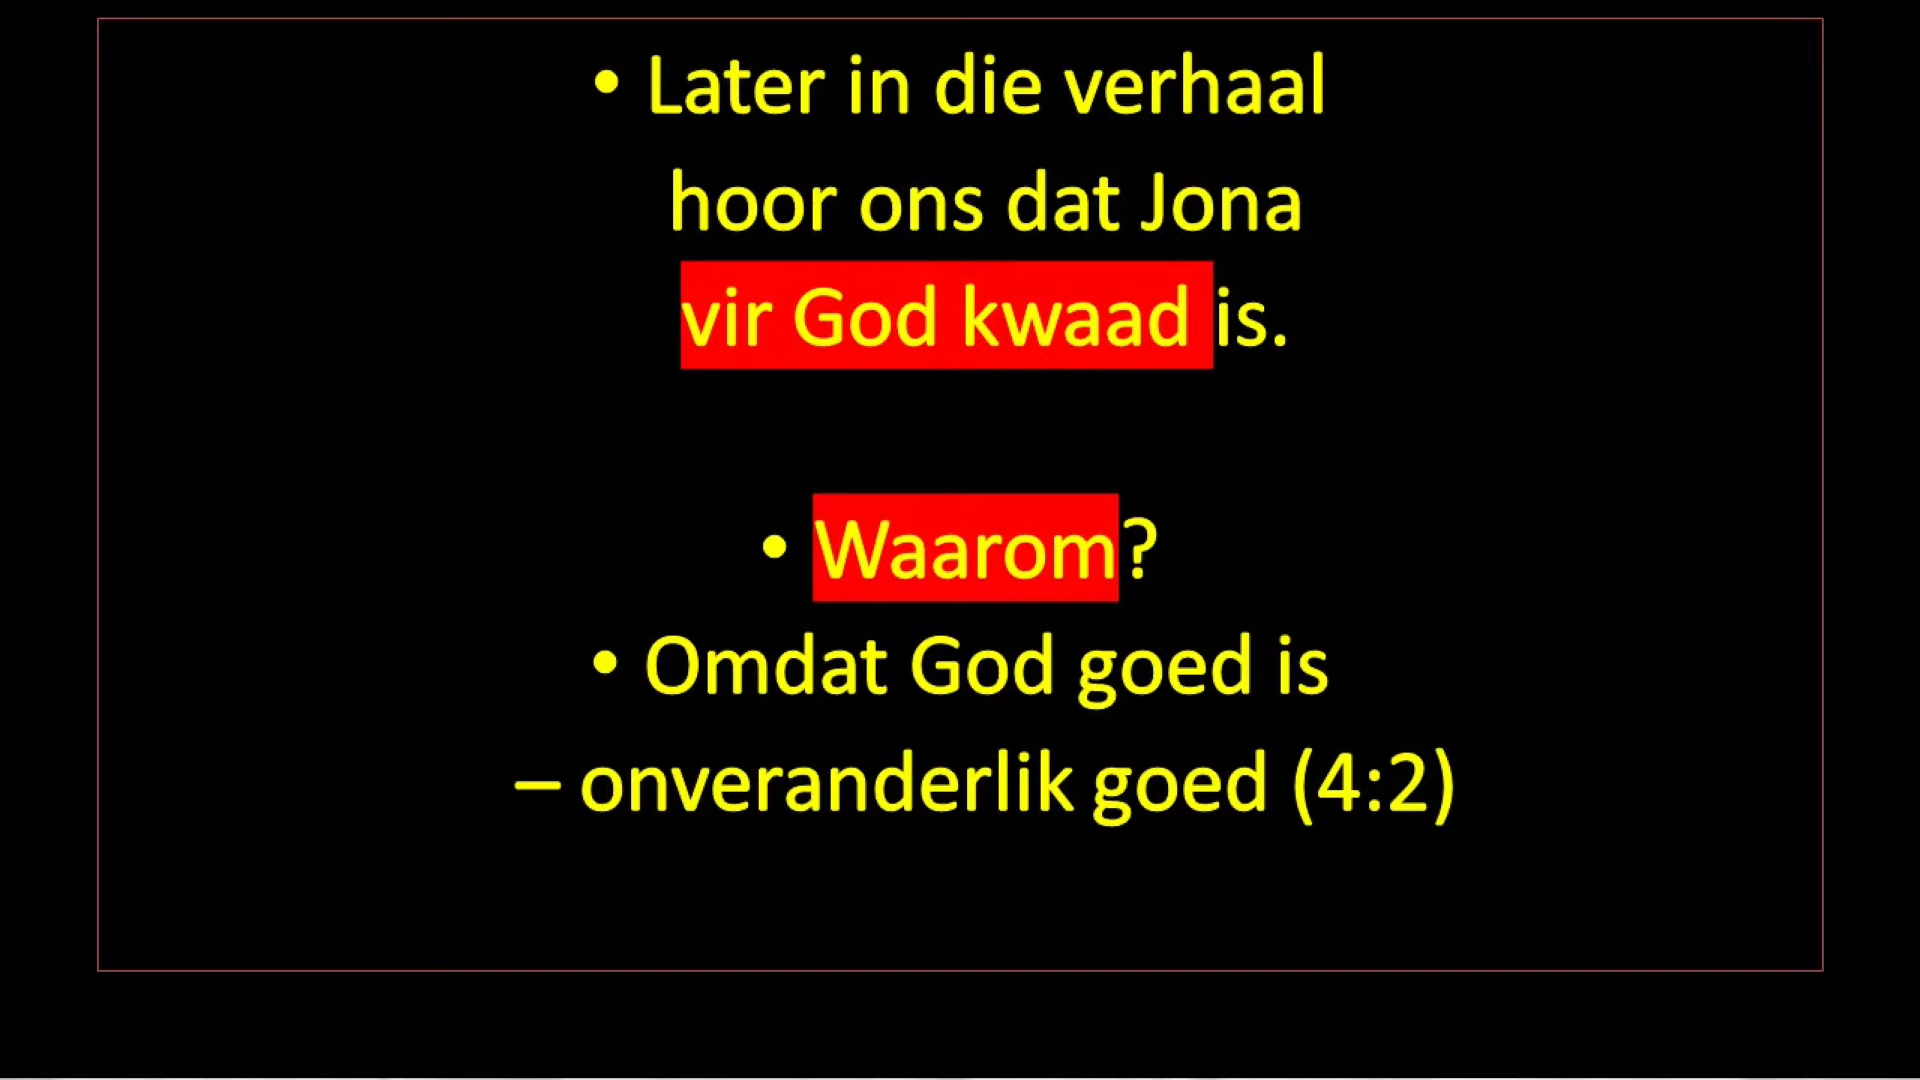 • Later in die verhaal
hoor ons dat Jona
vir God kwaad is.
• Waarom?
• Omdat God goed is
– onveranderlik goed (4:2)